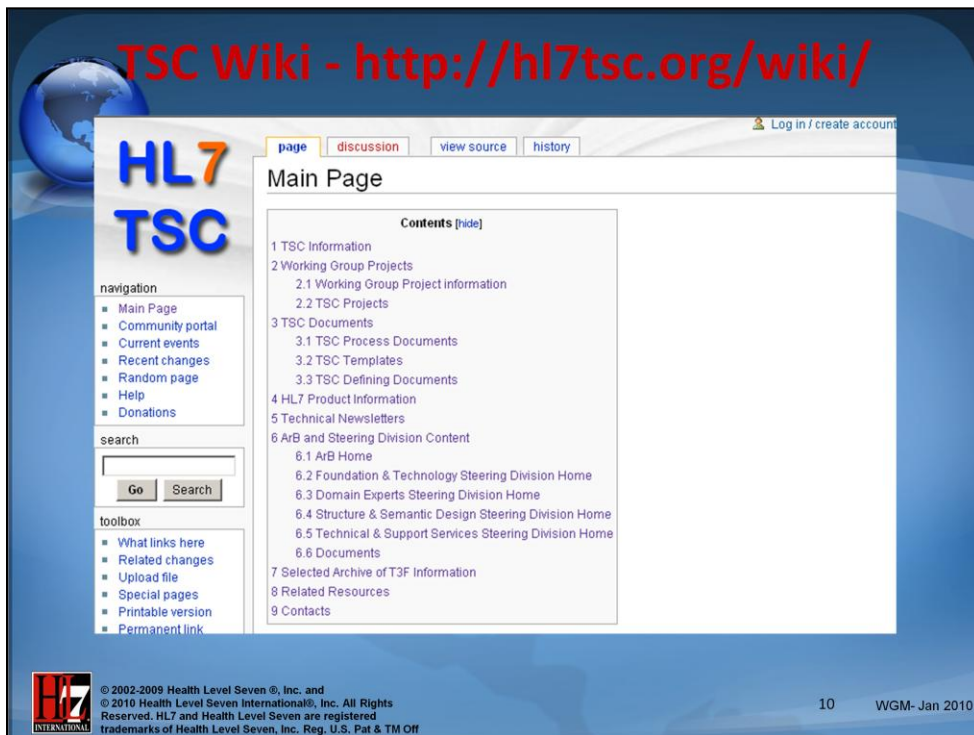 TSC Wiki - http://hl7tsc.org/wiki/
Log in / create account
HL7
TSC
page discussion view source history
Main Page
Contents [hide]
1 TSC Information
2 Working Group Projects
2.1 Working Group Project information
2.2 TSC Projects
3 TSC Documents
3.1 TSC Process Documents
3.2 TSC Templates
3.3 TSC Defining Documents
4 HL7 Product Information
5 Technical Newsletters
6 ArB and Steering Division Content
6.1 ArB Home
6.2 Foundation & Technology Steering Division Home
6.3 Domain Experts Steering Division Home
6.4 Structure & Semantic Design Steering Division Home
6.5 Technical & Support Services Steering Division Home
6.6 Documents
7 Selected Archive of T3F Information
8 Related Resources
9 Contacts
navigation
Main Page
Community portal
Current events
Recent changes
Random page
Help
Donations
search
Go Search
toolbox
What links here
Related changes
Upload file
Special pages
Printable version
Permanent link
HL7
INTERNATIONAL
© 2002-2009 Health Level Seven ®, Inc. and
© 2010 Health Level Seven International®, Inc. All Rights
Reserved. HL7 and Health Level Seven are registered
trademarks of Health Level Seven, Inc. Reg. U.S. Pat & TM Off
10 WGM- Jan 2010